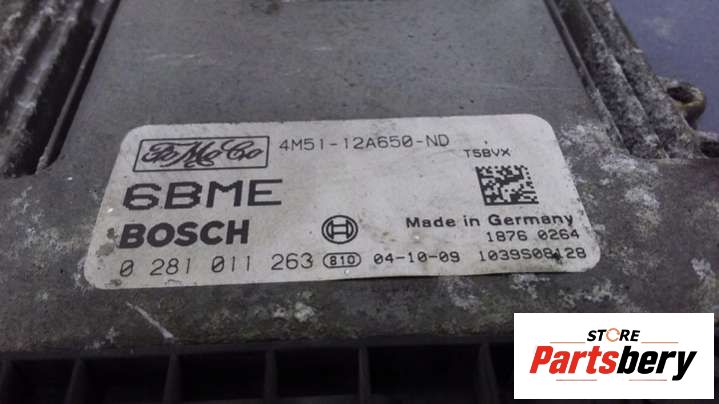 FoMoCo
4M51-12A650-ND
T5BVX
6BME
BOSCH
Made in Germany
1876 0264
0 281 011 263 810 04-10-09 1039S08128
STORE
Partsbery